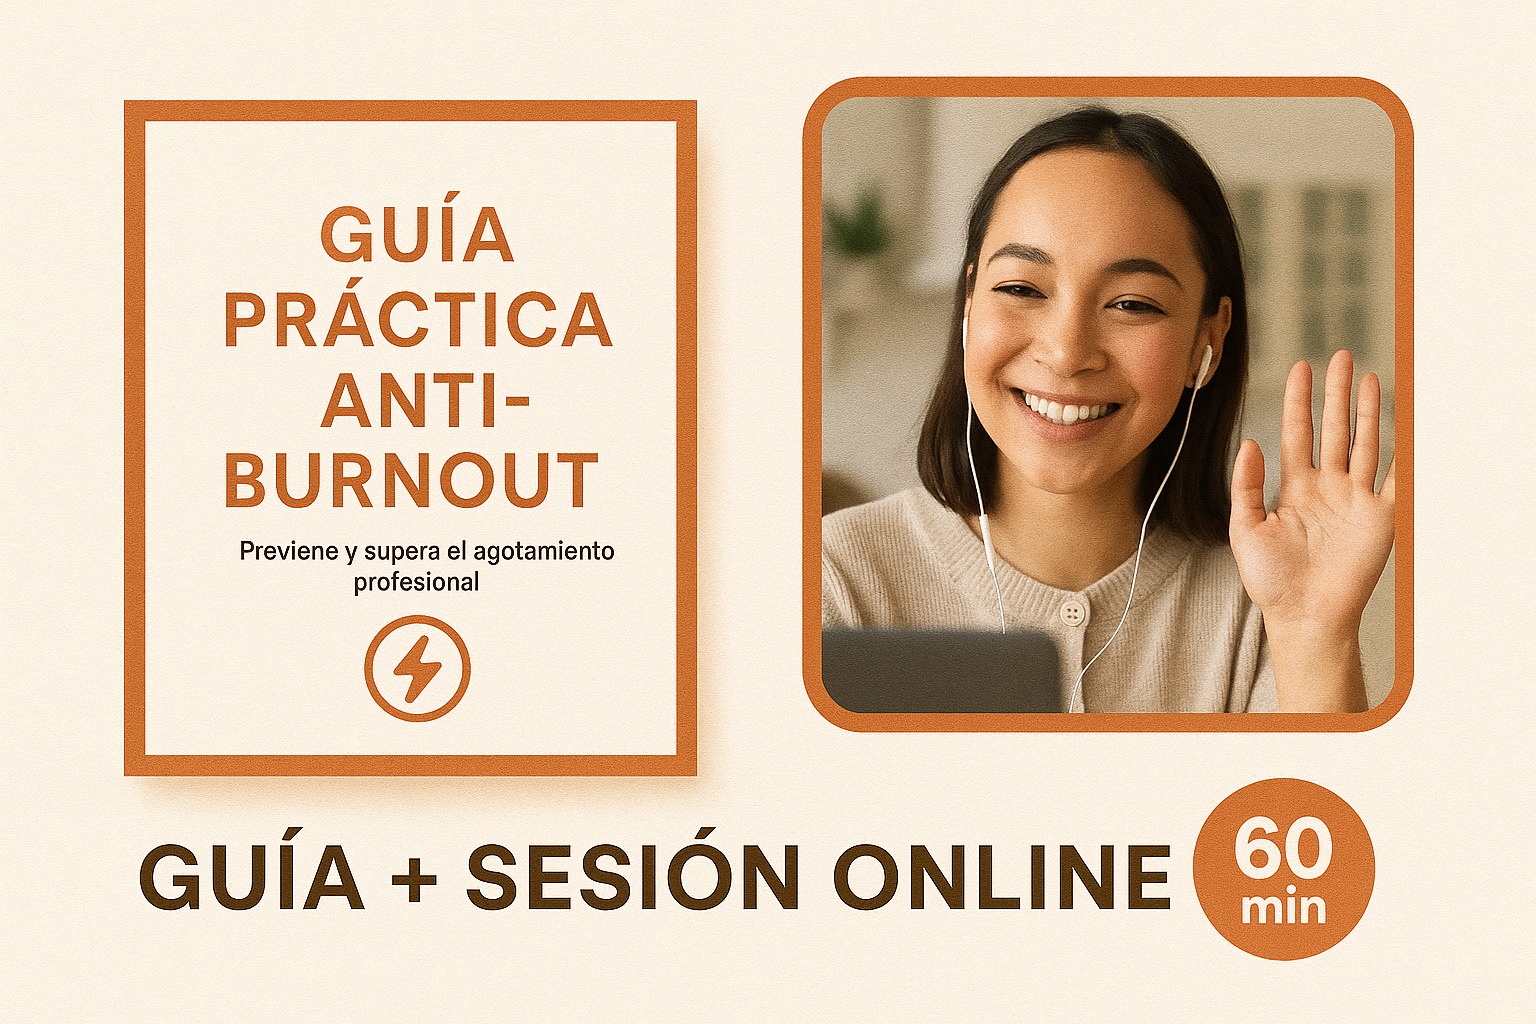 GUÍA
PRÁCTICA
ANTI-
BURNOUT
Previene y supera el agotamiento
profesional
GUÍA + SESIÓN ONLINE
60
min